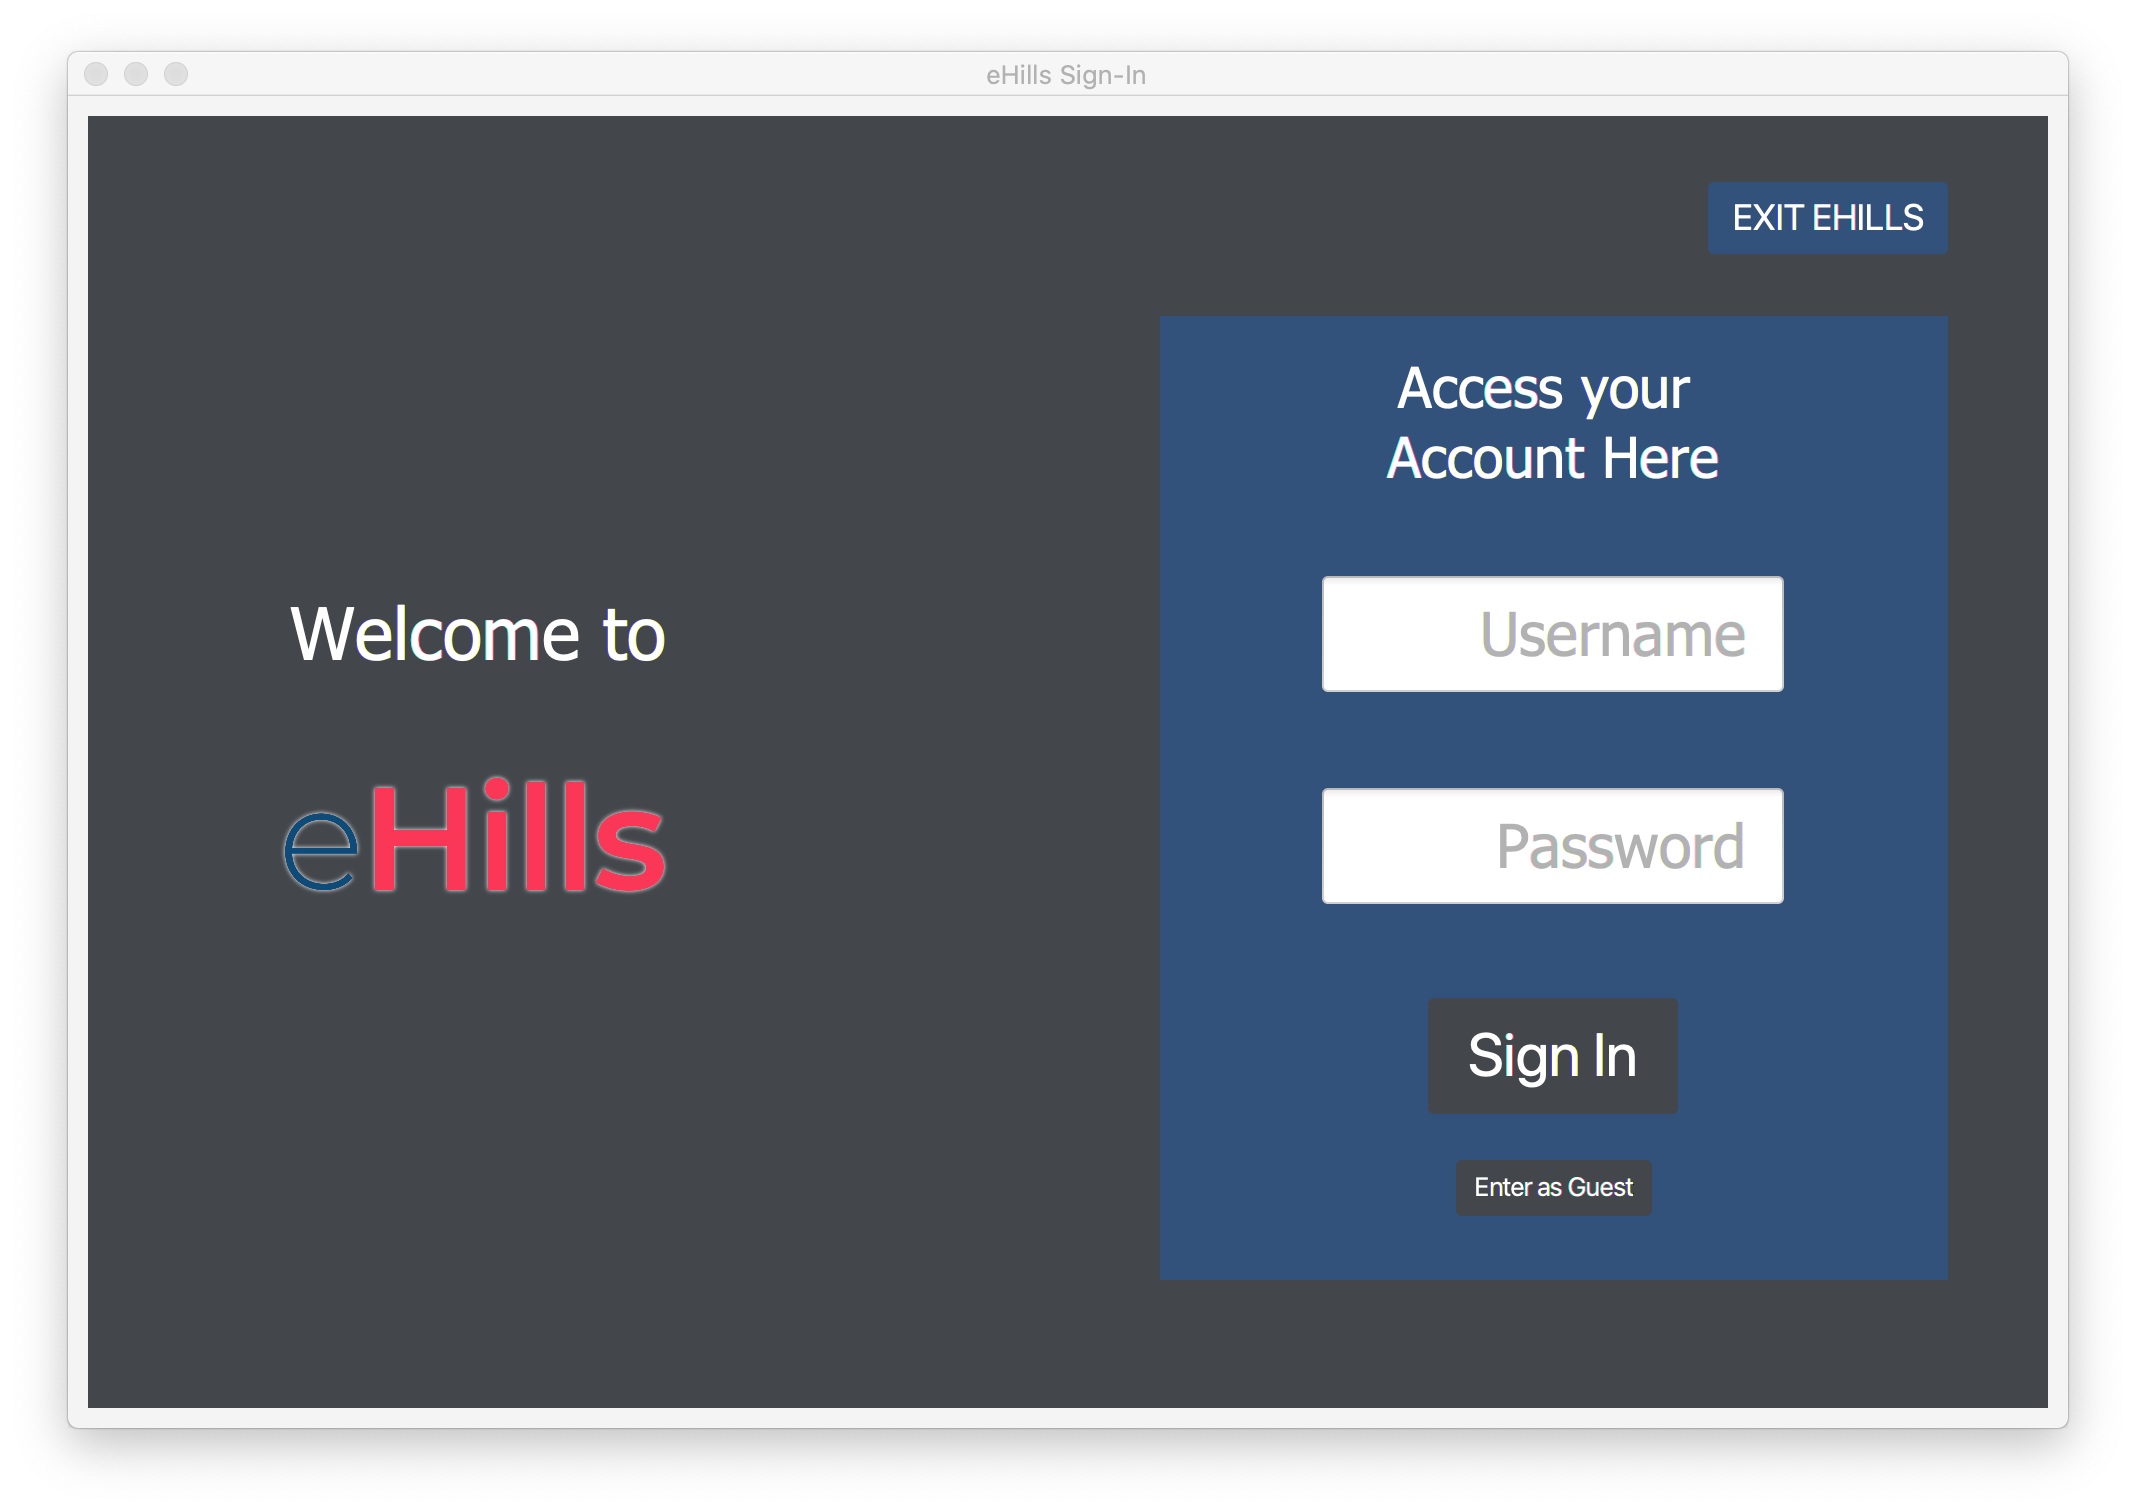 eHills Sign-In
EXIT EHILLS
Welcome to
eHills
Access your
Account Here
Username
Password
Sign In
Enter as Guest